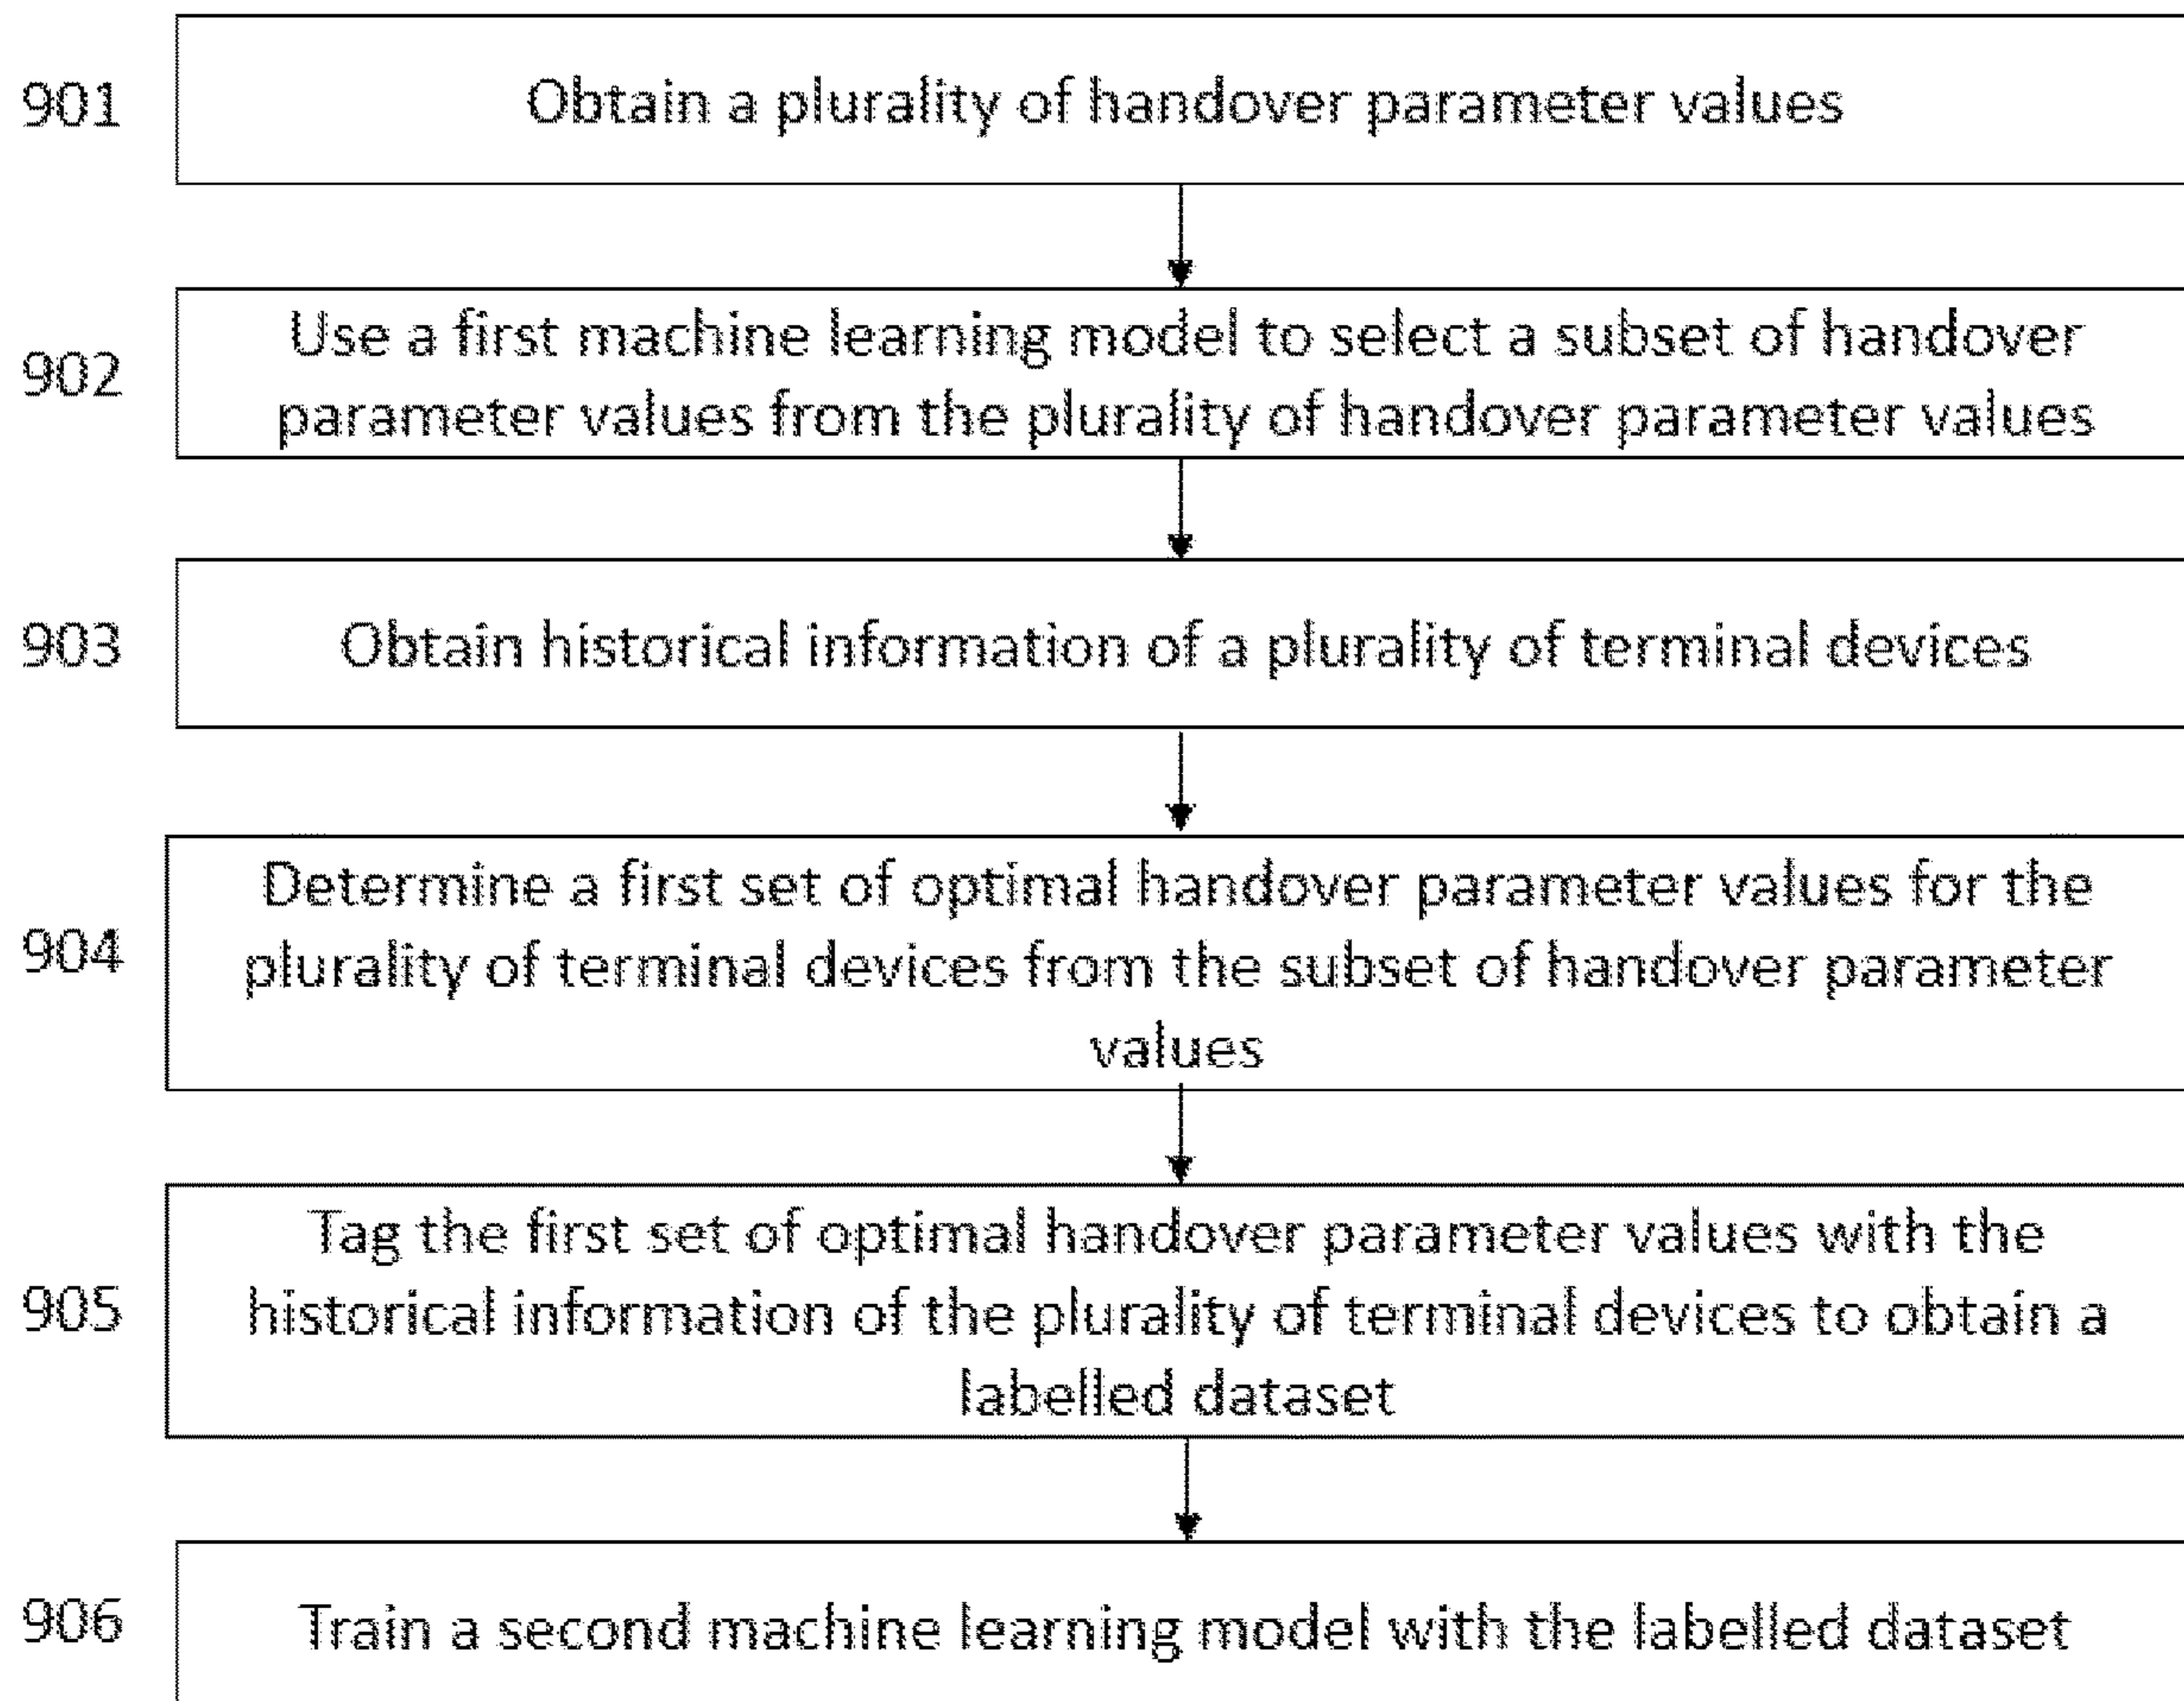 901
Obtain a plurality of handover parameter values
902
Use a first machine learning model to select a subset of handover
parameter values from the plurality of handover parameter values
903
Obtain historical information of a plurality of terminal devices
904
Determine a first set of optimal handover parameter values for the
plurality of terminal devices from the subset of handover parameter
values
905
Tag the first set of optimal handover parameter values with the
historical information of the plurality of terminal devices to obtain a
labelled dataset
906
Train a second machine learning model with the labelled dataset